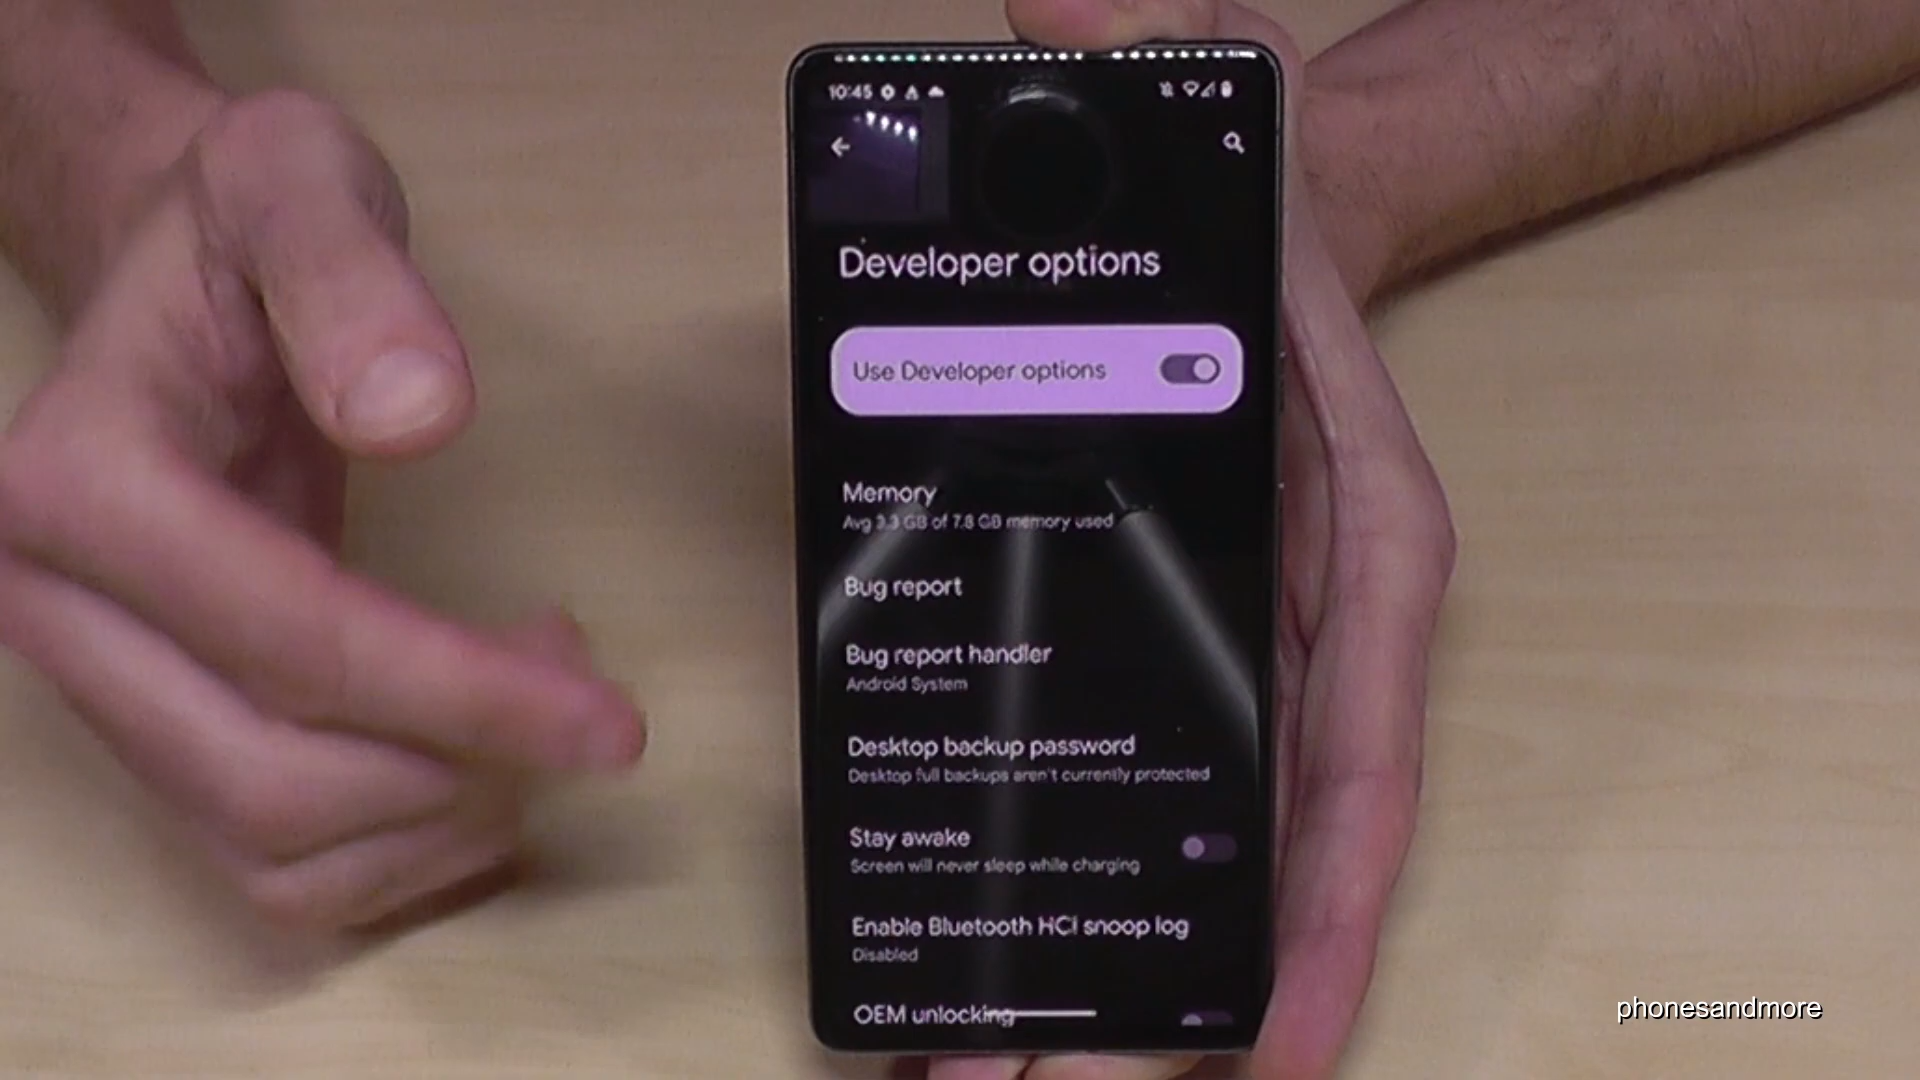 10:45
Developer options
Use Developer options
Memory
Avg 3.3 GB of 7.8 GB memory used
Bug report
Bug report handler
Android System
Desktop backup password
Desktop full backups aren't currently protected
Stay awake
Screen will never sleep while charging
Enable Bluetooth HCI snoop log
Disabled
OEM unlocking
phonesandmore